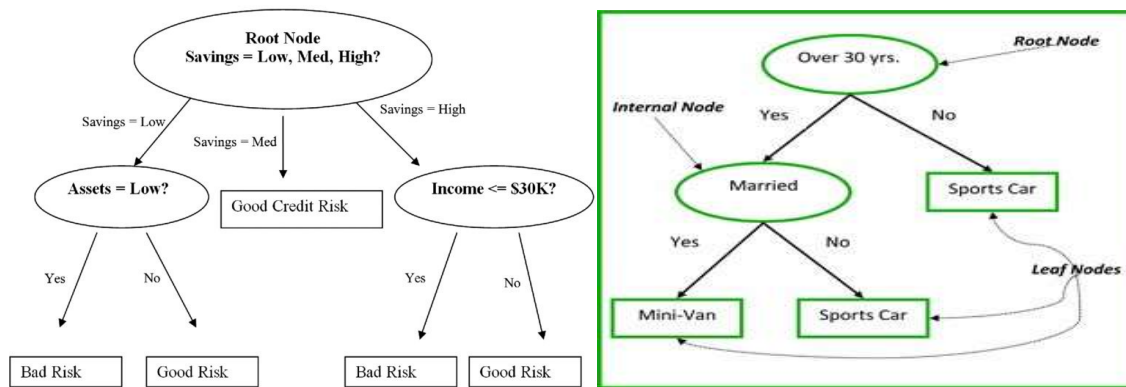 Root Node
Savings = Low, Med, High?
Savings = Low
Savings = Med
Savings = High
Assets = Low?
Good Credit Risk
Income <= $30K?
Yes
No
Yes
No
Bad Risk
Good Risk
Bad Risk
Good Risk
Root Node
Over 30 yrs.
Internal Node
Yes
No
Married
Sports Car
Yes
No
Leaf Nodes
Mini-Van
Sports Car